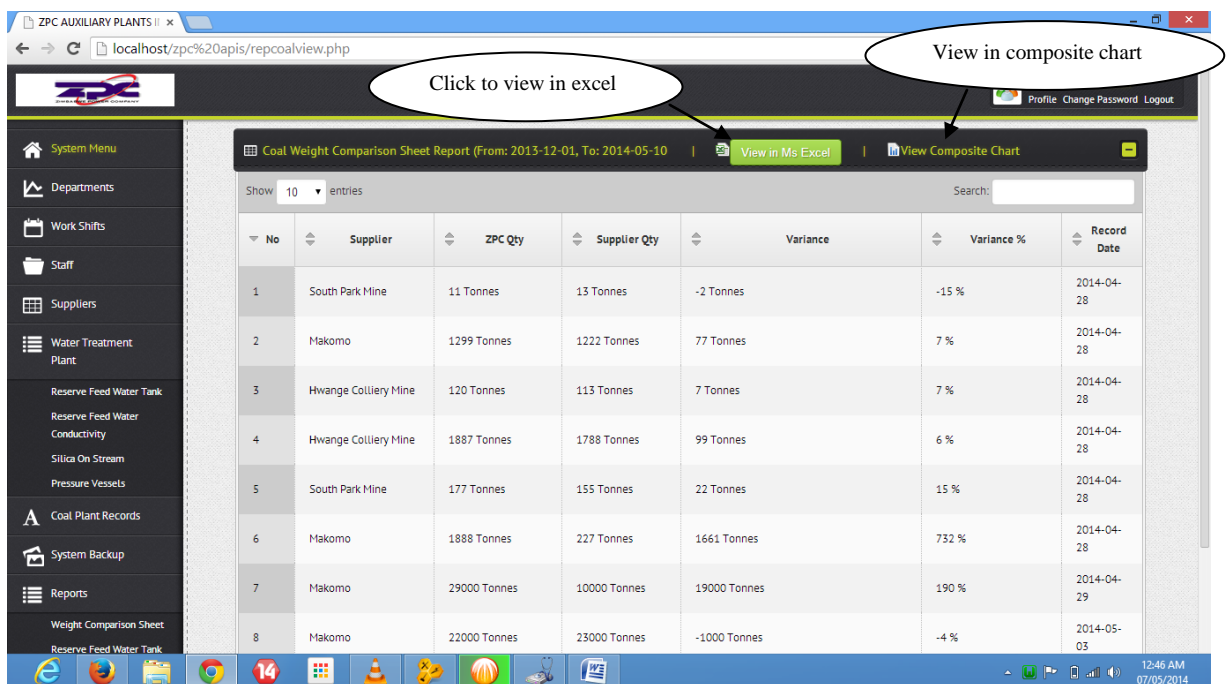 ZPC AUXILIARY PLANTS II
localhost/zpc%20apis/repcoalview.php
View in composite chart
Click to view in excel
ZPC
ZIMBABWE POWER COMPANY
Profile Change Password Logout
System Menu
Departments
Work Shifts
Staff
Suppliers
Water Treatment
Plant
Reserve Feed Water Tank
Reserve Feed Water
Conductivity
Silica On Stream
Pressure Vessels
Coal Plant Records
System Backup
Reports
Weight Comparison Sheet
Reserve Feed Water Tank
Coal Weight Comparison Sheet Report (From: 2013-12-01, To: 2014-05-10 | View in Ms Excel | View Composite Chart
Show 10 entries Search:
No Supplier ZPC Qty Supplier Qty Variance Variance % Record Date
1 South Park Mine 11 Tonnes 13 Tonnes -2 Tonnes -15 % 2014-04-28
2 Makomo 1299 Tonnes 1222 Tonnes 77 Tonnes 7 % 2014-04-28
3 Hwange Colliery Mine 120 Tonnes 113 Tonnes 7 Tonnes 7 % 2014-04-28
4 Hwange Colliery Mine 1887 Tonnes 1788 Tonnes 99 Tonnes 6 % 2014-04-28
5 South Park Mine 177 Tonnes 155 Tonnes 22 Tonnes 15 % 2014-04-28
6 Makomo 1888 Tonnes 227 Tonnes 1661 Tonnes 732 % 2014-04-28
7 Makomo 29000 Tonnes 10000 Tonnes 19000 Tonnes 190 % 2014-04-29
8 Makomo 22000 Tonnes 23000 Tonnes -1000 Tonnes -4 % 2014-05-03
14
12:46 AM
07/05/2014